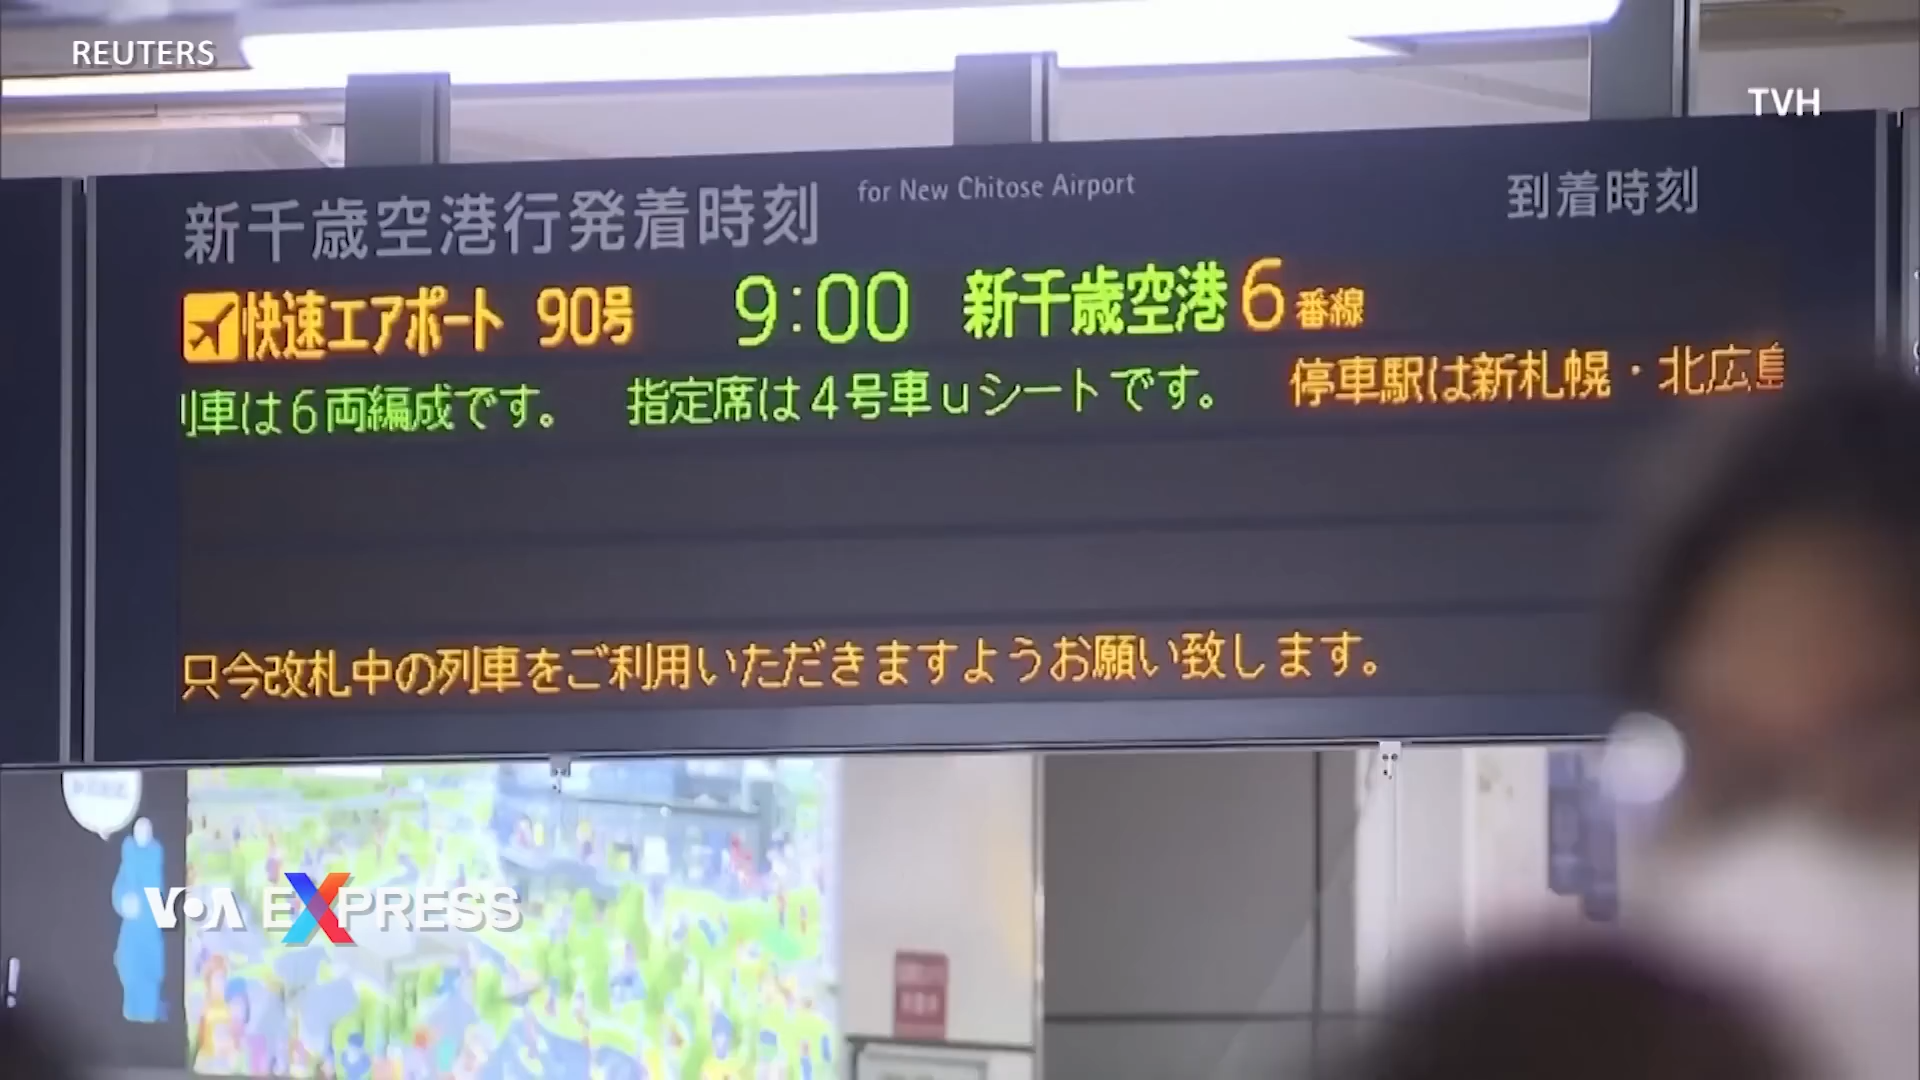 REUTERS
TVH
新千歳空港行発着時刻 for New Chitose Airport 到着時刻
快速エアポート 90号 9:00 新千歳空港 6番線
車は6両編成です。 指定席は4号車uシートです。 停車駅は新札幌・北広島
只今改札中の列車をご利用いただきますようお願い致します。
VOA EXPRESS